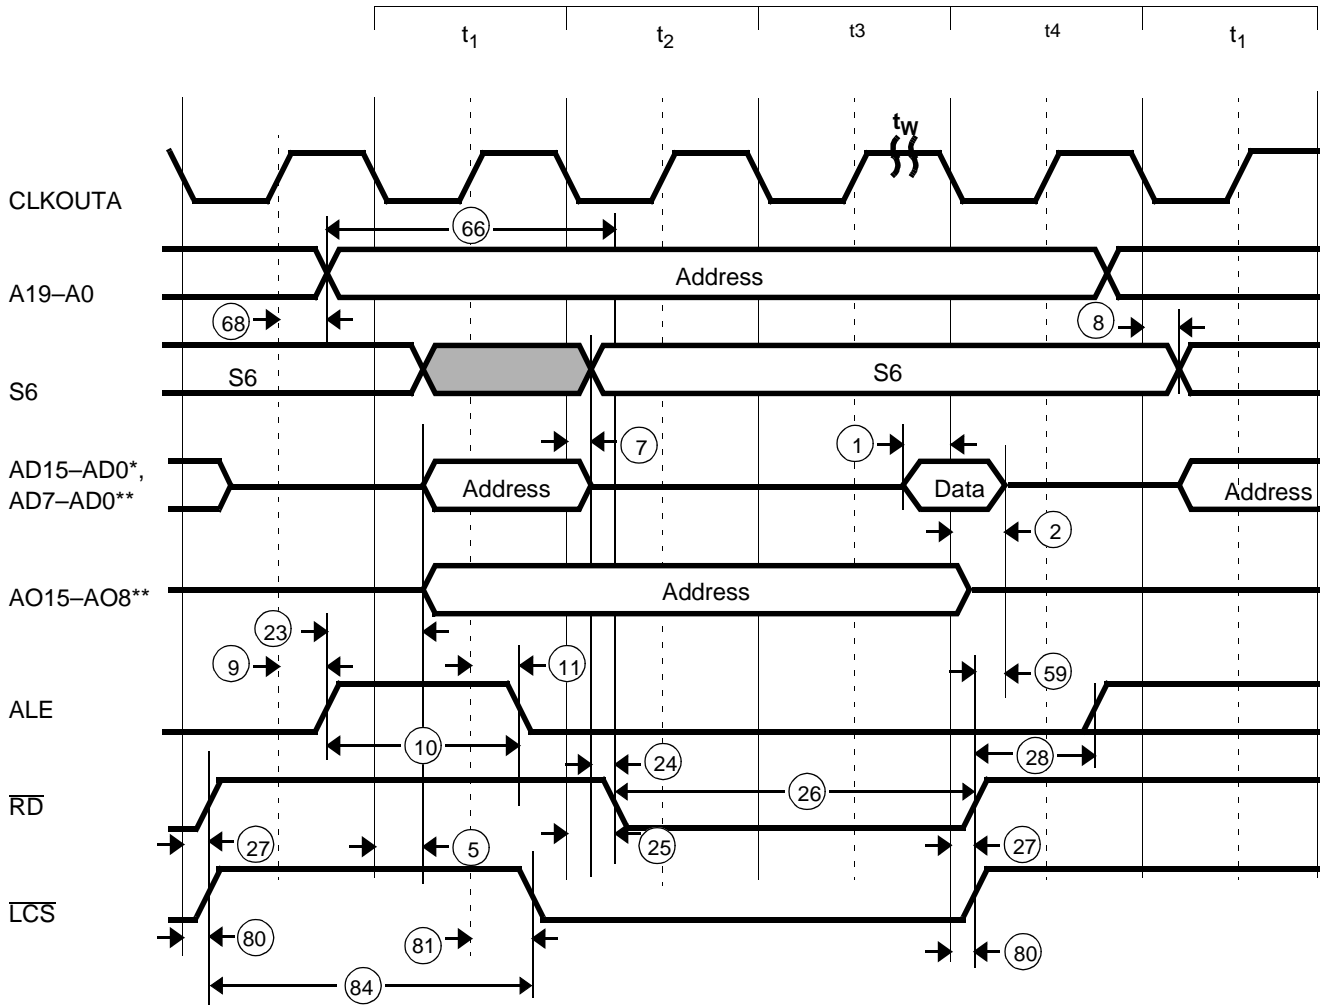 t1 t2 t3 t4 t1
tW
CLKOUTA
66
Address
A19–A0
68
8
S6
S6
S6
7
1
AD15–AD0*,
AD7–AD0**
Address
Data
Address
2
Address
AO15–AO8**
23
9
11
59
ALE
10
24
28
26
RD
27
5
25
27
LCS
80
81
80
84